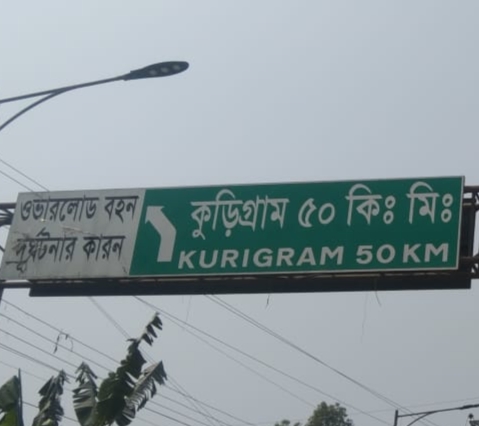 ওভারলোড বহন
দূর্ঘটনার কারন
কুড়িগ্রাম ৫০ কিঃ মিঃ
KURIGRAM 50 KM